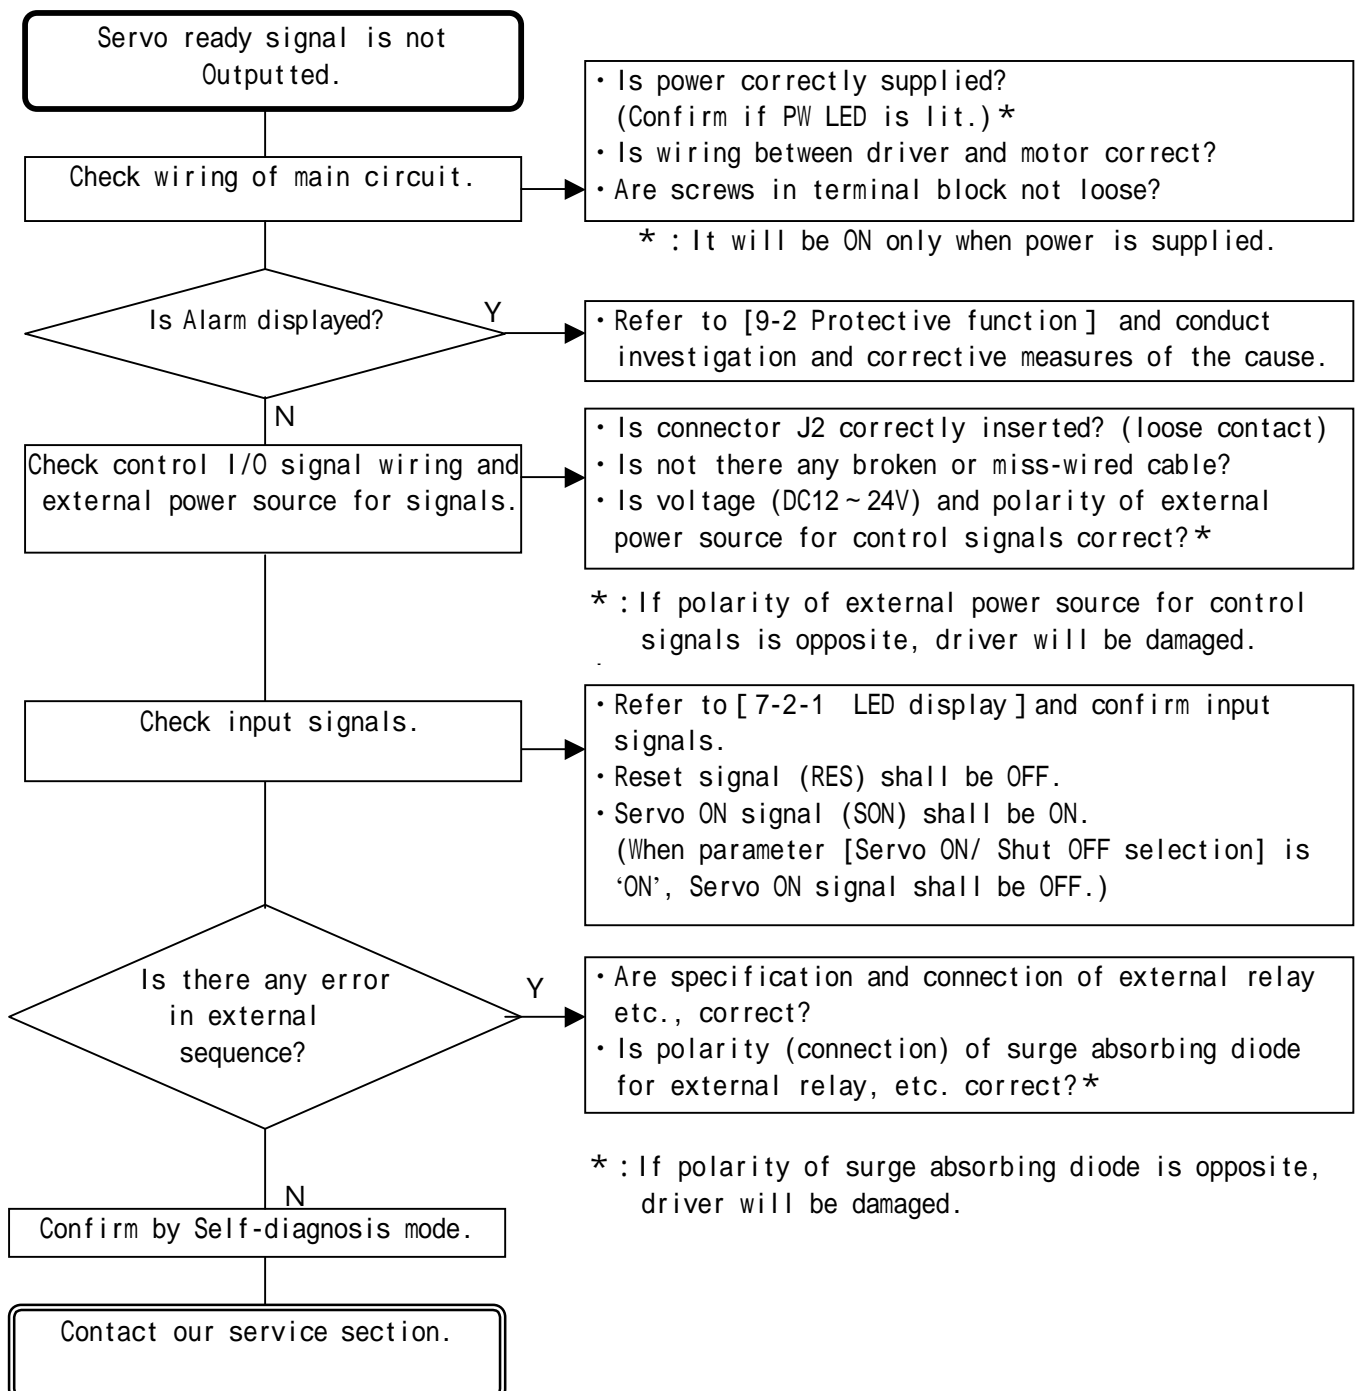 Servo ready signal is not
Outputted.
・Is power correctly supplied?
(Confirm if PW LED is lit.)*
・Is wiring between driver and motor correct?
・Are screws in terminal block not loose?
Check wiring of main circuit.
* : It will be ON only when power is supplied.
Is Alarm displayed?
Y
・Refer to [9-2 Protective function] and conduct
investigation and corrective measures of the cause.
N
Check control I/O signal wiring and
external power source for signals.
・Is connector J2 correctly inserted? (loose contact)
・Is not there any broken or miss-wired cable?
・Is voltage (DC12~24V) and polarity of external
power source for control signals correct?*
* : If polarity of external power source for control
signals is opposite, driver will be damaged.
Check input signals.
・Refer to [7-2-1 LED display] and confirm input
signals.
・Reset signal (RES) shall be OFF.
・Servo ON signal (SON) shall be ON.
(When parameter [Servo ON/ Shut OFF selection] is
‘ON’, Servo ON signal shall be OFF.)
Is there any error
in external
sequence?
Y
・Are specification and connection of external relay
etc., correct?
・Is polarity (connection) of surge absorbing diode
for external relay, etc. correct?*
* : If polarity of surge absorbing diode is opposite,
driver will be damaged.
N
Confirm by Self-diagnosis mode.
Contact our service section.